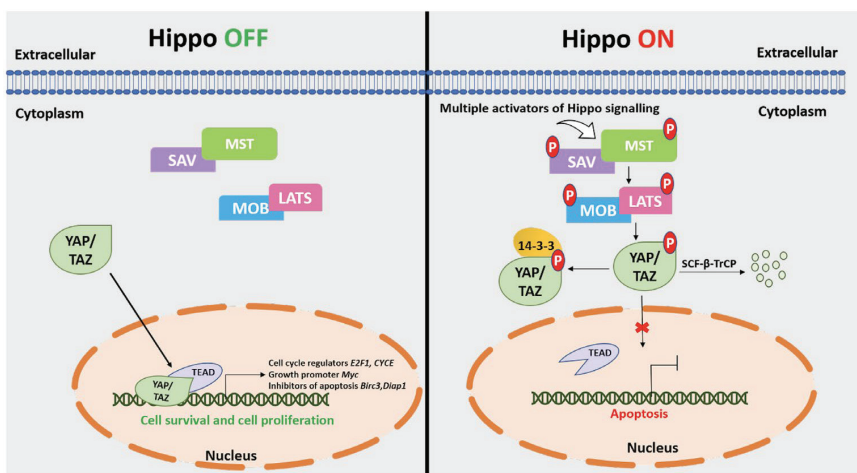 Hippo OFF
Extracellular
Cytoplasm
MST
SAV
LATS
MOB
YAP/
TAZ
TEAD
YAP/
TAZ
Cell cycle regulators E2F1, CYCE
Growth promoter Myc
Inhibitors of apoptosis Birc3,Diap1
Cell survival and cell proliferation
Nucleus
Hippo ON
Extracellular
Multiple activators of Hippo signalling
Cytoplasm
P
P
MST
SAV
P
P
LATS
MOB
14-3-3
P
YAP/
TAZ
P
YAP/
TAZ
SCF-β-TrCP
TEAD
Apoptosis
Nucleus